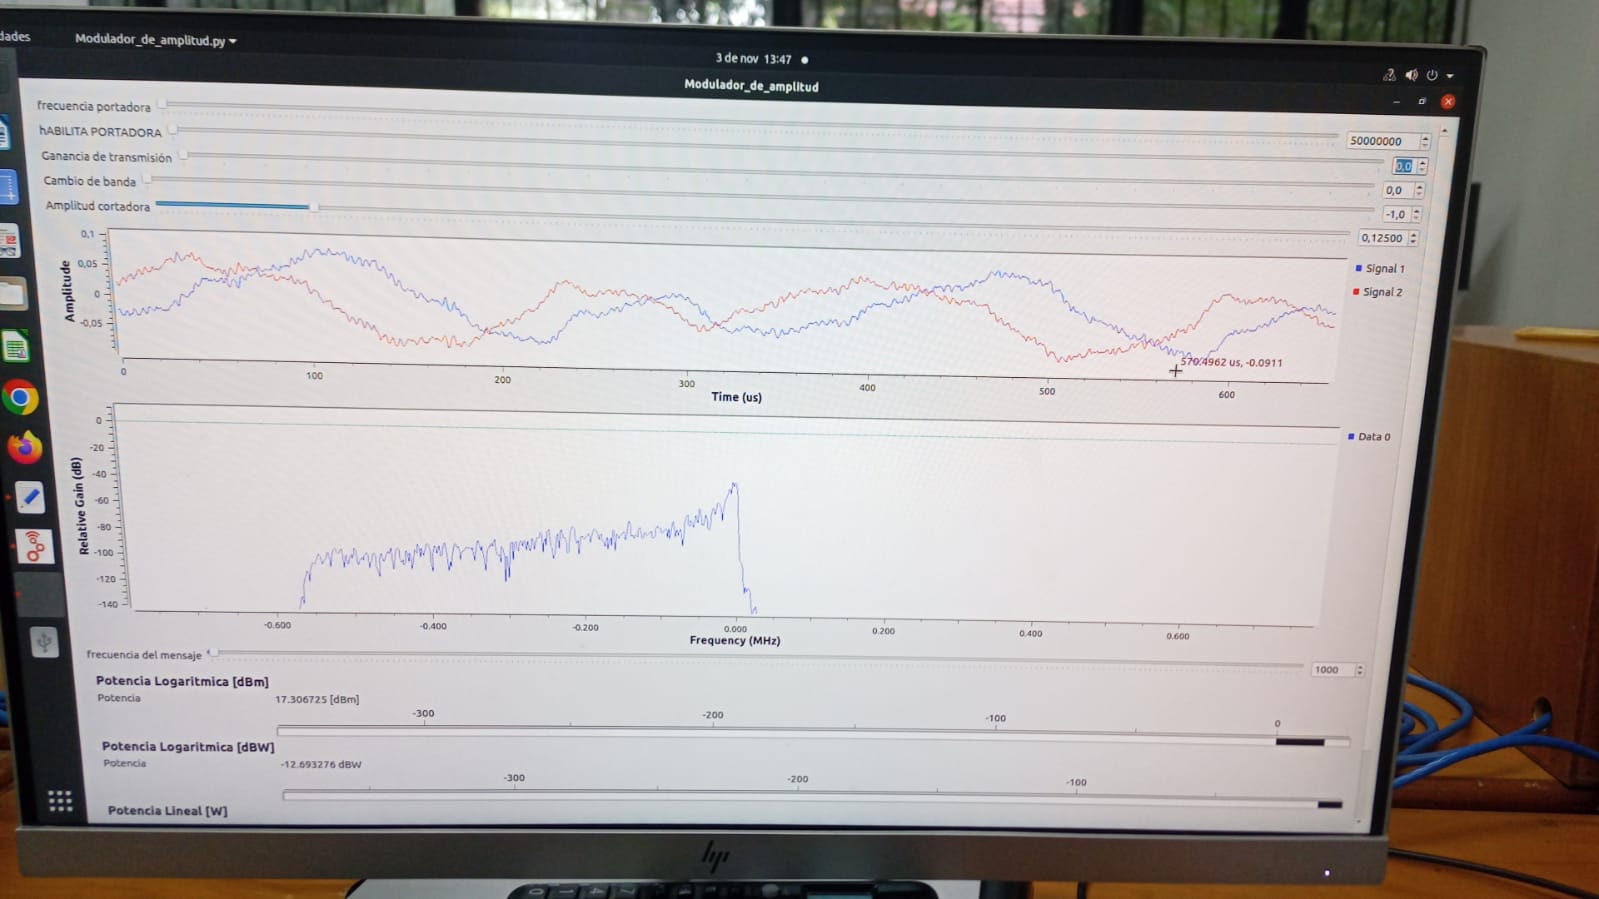 dades
Modulador_de_amplitud.py
3 de nov 13:47
Modulador_de_amplitud
frecuencia portadora
50000000
hABILITA PORTADORA
0,0
Ganancia de transmisión
0,0
Cambio de banda
-1,0
Amplitud cortadora
0,12500
0,1
0,05
0
-0,05
Amplitude
Signal 1
Signal 2
570.4962 us, -0.0911
0 100 200 300 400 500 600
Time (us)
0
-20
-40
-60
-80
-100
-120
-140
Relative Gain (dB)
Data 0
-0.600 -0.400 -0.200 0.000 0.200 0.400 0.600
Frequency (MHz)
frecuencia del mensaje
1000
Potencia Logaritmica [dBm]
Potencia 17.306725 [dBm]
-300 -200 -100 0
Potencia Logaritmica [dBW]
Potencia -12.693276 dBW
-300 -200 -100
Potencia Lineal [W]
hp